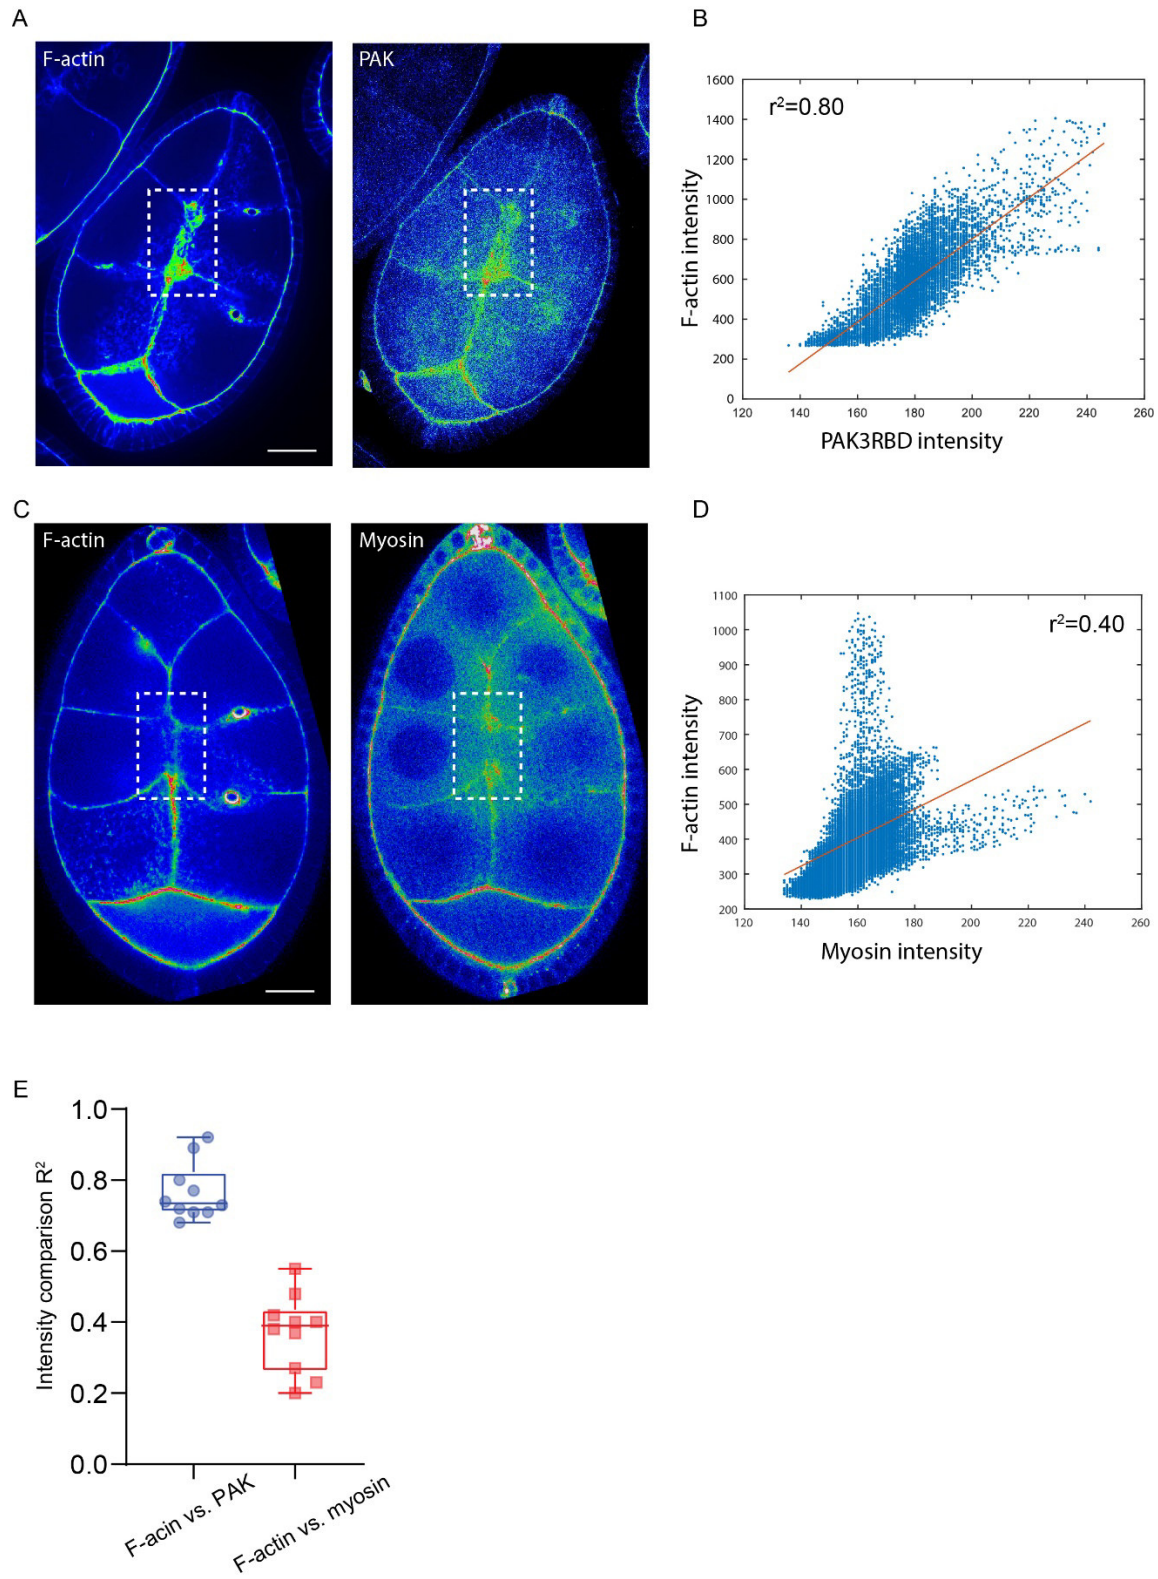 A
F-actin
PAK
B
1600
1400
1200
1000
800
600
400
200
0
r²=0.80
F-actin intensity
120 140 160 180 200 220 240 260
PAK3RBD intensity
C
F-actin
Myosin
D
1100
1000
900
800
700
600
500
400
300
200
r²=0.40
F-actin intensity
120 140 160 180 200 220 240 260
Myosin intensity
E
1.0
0.8
0.6
0.4
0.2
0.0
Intensity comparison R²
F-acin vs. PAK
F-actin vs. myosin